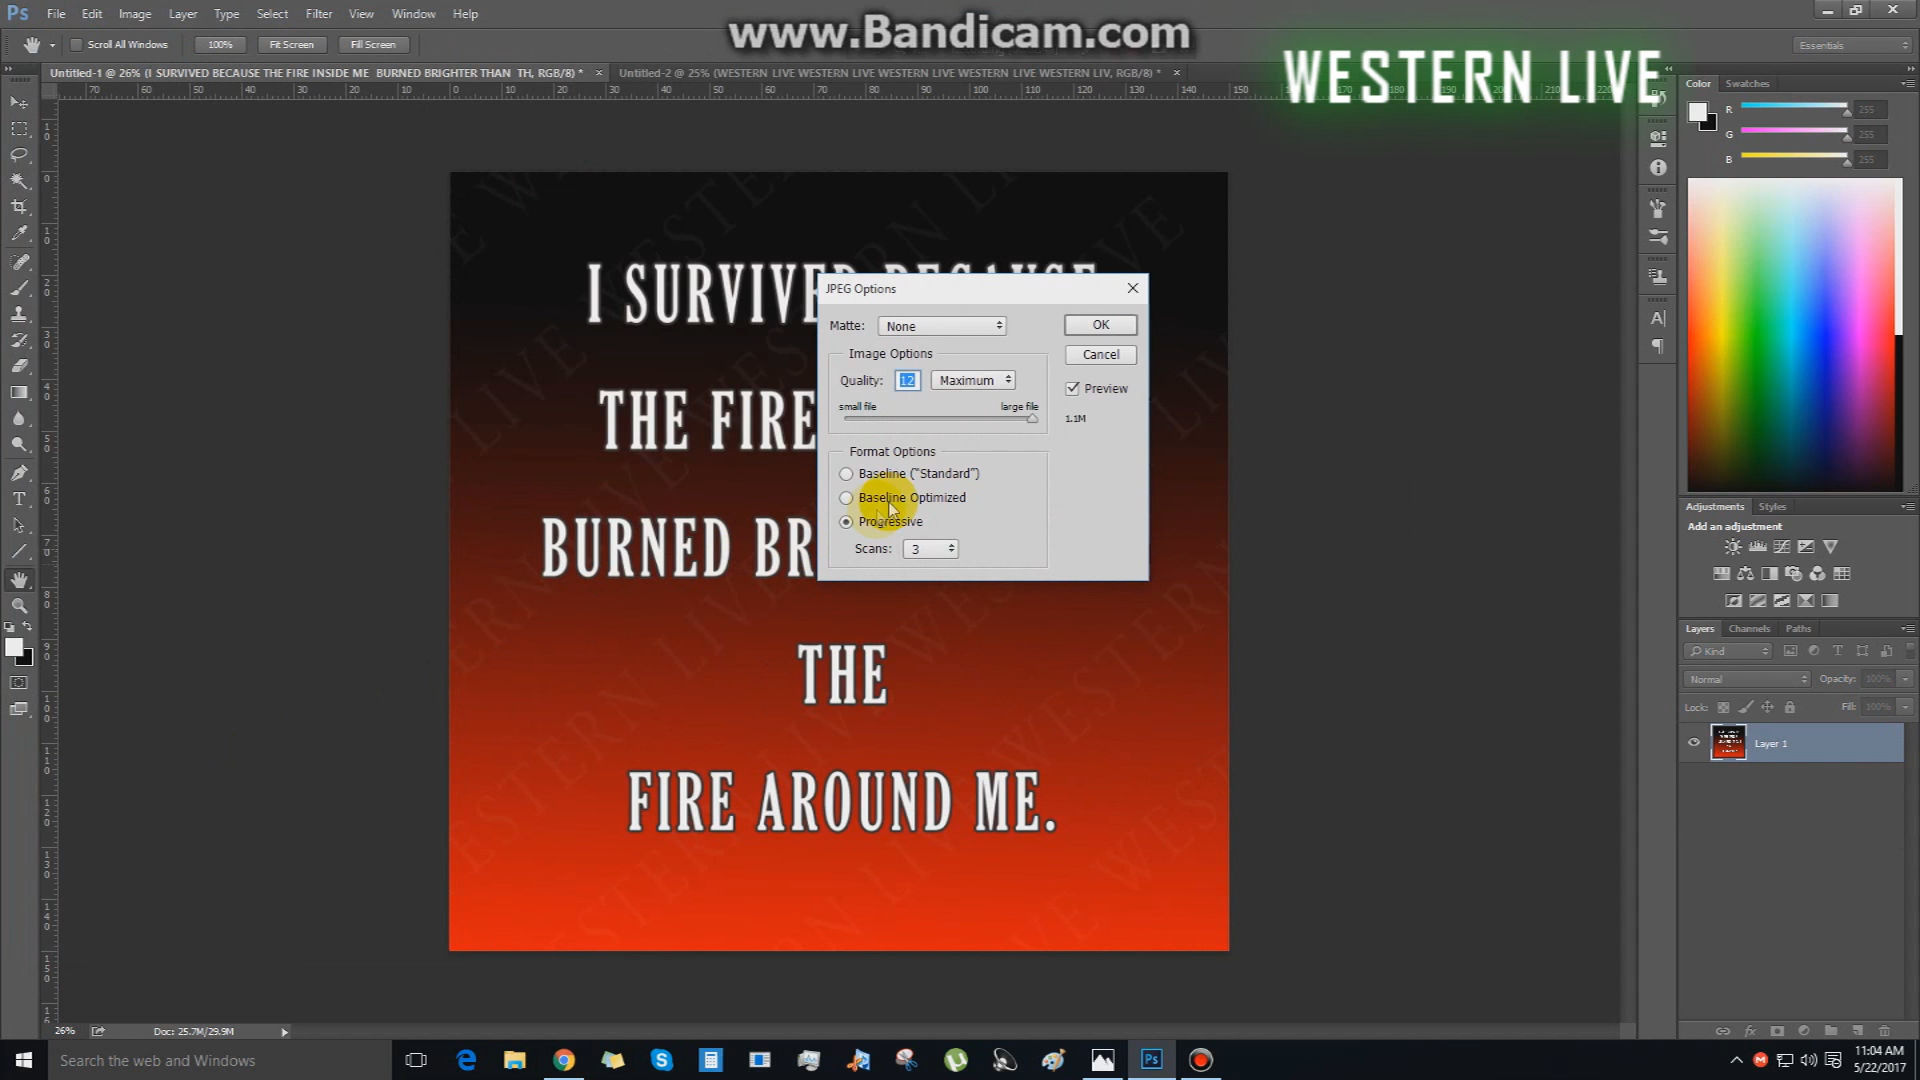 www.Bandicam.com
WESTERN LIVE
Ps File Edit Image Layer Type Select Filter View Window Help
Scroll All Windows 100% Fit Screen Fill Screen Essentials
Untitled-1 @ 26% (I SURVIVED BECAUSE THE FIRE INSIDE ME BURNED BRIGHTER THAN TH, RGB/8) *
Untitled-2 @ 25% (WESTERN LIVE WESTERN LIVE WESTERN LIVE WESTERN LIVE WESTERN LIV, RGB/8) *
I SURVIVED BECAUSE
THE FIRE
BURNED BR
THE
FIRE AROUND ME.
JPEG Options
Matte: None OK
Image Options Cancel
Quality: 12 Maximum Preview
small file large file
1.1M
Format Options
Baseline ("Standard")
Baseline Optimized
Progressive
Scans: 3
Color Swatches
R 255
G 255
B 255
Adjustments Styles
Add an adjustment
Layers Channels Paths
Kind
Normal Opacity: 100%
Lock: Fill: 100%
Layer 1
26% Doc: 25.7M/29.9M
Search the web and Windows
11:04 AM
5/22/2017